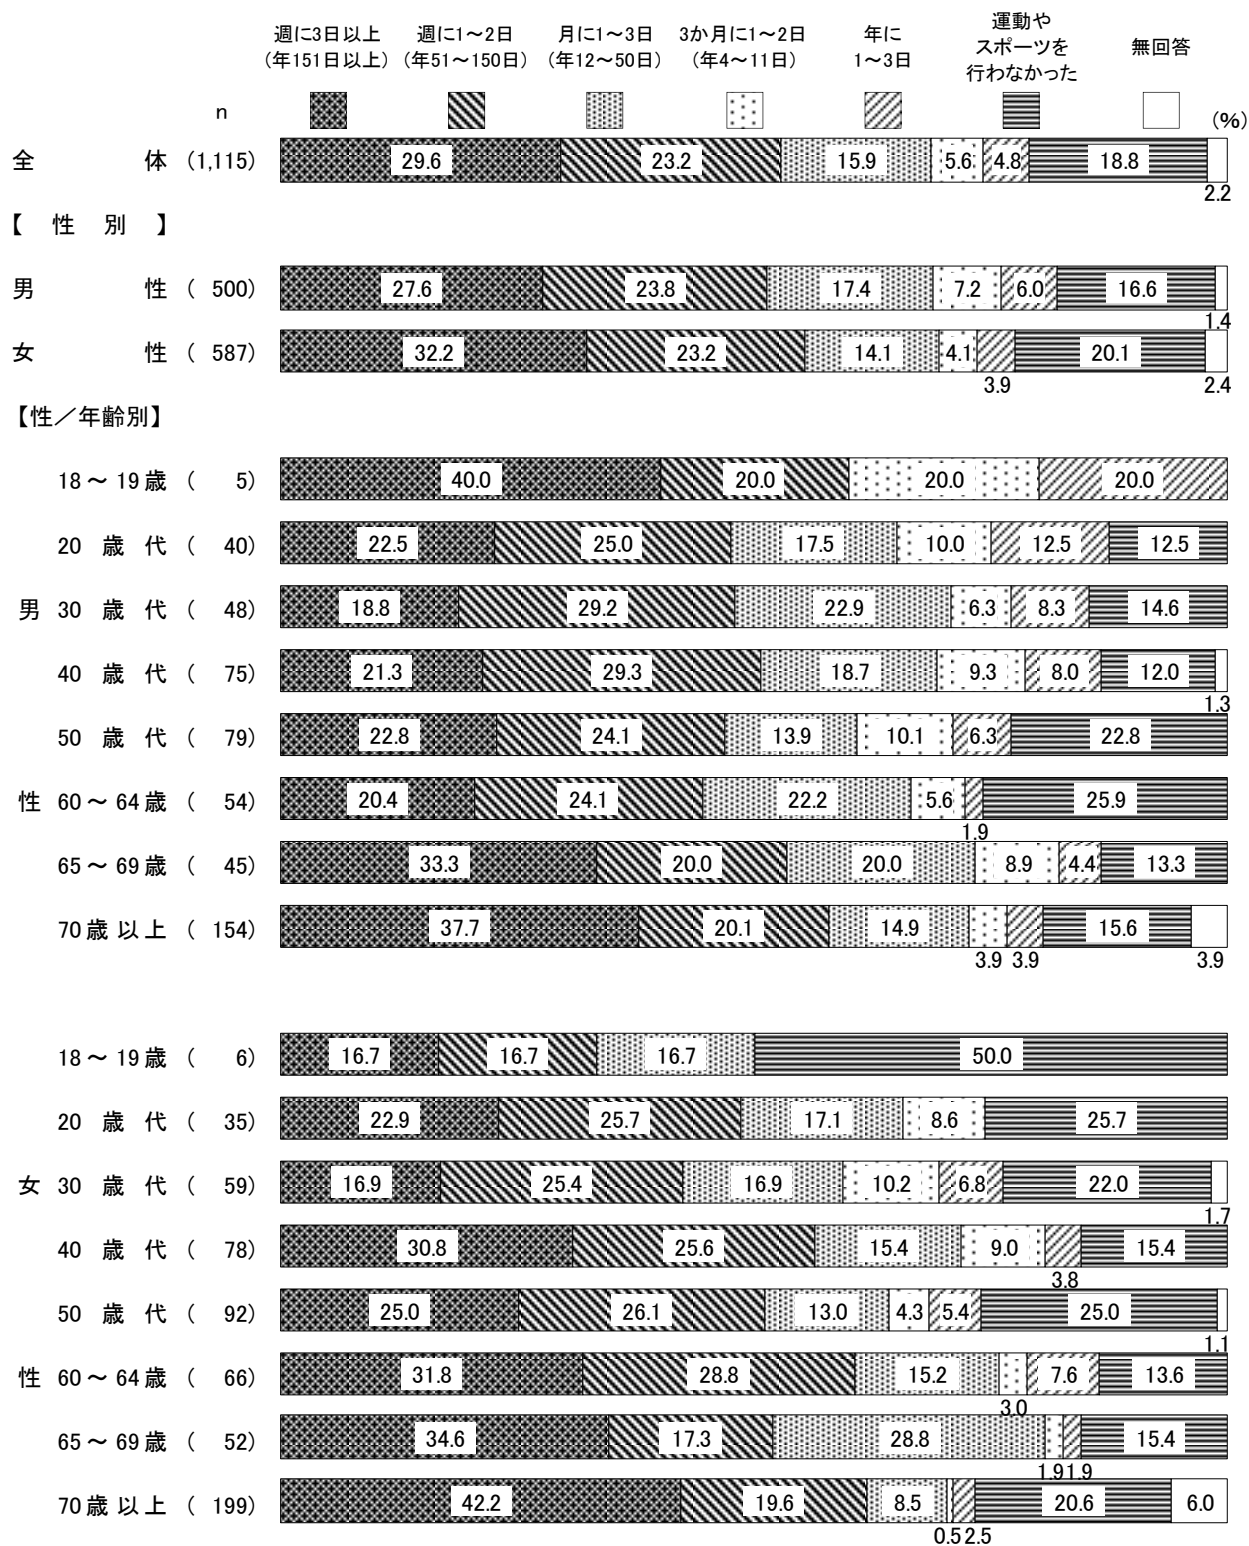 週に3日以上
(年151日以上)
週に1～2日
(年51～150日)
月に1～3日
(年12～50日)
3か月に1～2日
(年4～11日)
年に
1～3日
運動や
スポーツを
行わなかった
無回答
n
(%)
全体 (1,115) 29.6 23.2 15.9 5.6 4.8 18.8
2.2
【性別】
男性 ( 500) 27.6 23.8 17.4 7.2 6.0 16.6
1.4
女性 ( 587) 32.2 23.2 14.1 4.1 20.1
3.9 2.4
【性／年齢別】
18～19歳 ( 5) 40.0 20.0 20.0 20.0
20歳代 ( 40) 22.5 25.0 17.5 10.0 12.5 12.5
男 30歳代 ( 48) 18.8 29.2 22.9 6.3 8.3 14.6
40歳代 ( 75) 21.3 29.3 18.7 9.3 8.0 12.0
1.3
50歳代 ( 79) 22.8 24.1 13.9 10.1 6.3 22.8
性 60～64歳 ( 54) 20.4 24.1 22.2 5.6 25.9
1.9
65～69歳 ( 45) 33.3 20.0 20.0 8.9 4.4 13.3
70歳以上 ( 154) 37.7 20.1 14.9 15.6
3.9 3.9 3.9
18～19歳 ( 6) 16.7 16.7 16.7 50.0
20歳代 ( 35) 22.9 25.7 17.1 8.6 25.7
女 30歳代 ( 59) 16.9 25.4 16.9 10.2 6.8 22.0
1.7
40歳代 ( 78) 30.8 25.6 15.4 9.0 15.4
3.8
50歳代 ( 92) 25.0 26.1 13.0 4.3 5.4 25.0
1.1
性 60～64歳 ( 66) 31.8 28.8 15.2 7.6 13.6
3.0
65～69歳 ( 52) 34.6 17.3 28.8 15.4
1.9 1.9
70歳以上 ( 199) 42.2 19.6 8.5 20.6 6.0
0.5 2.5